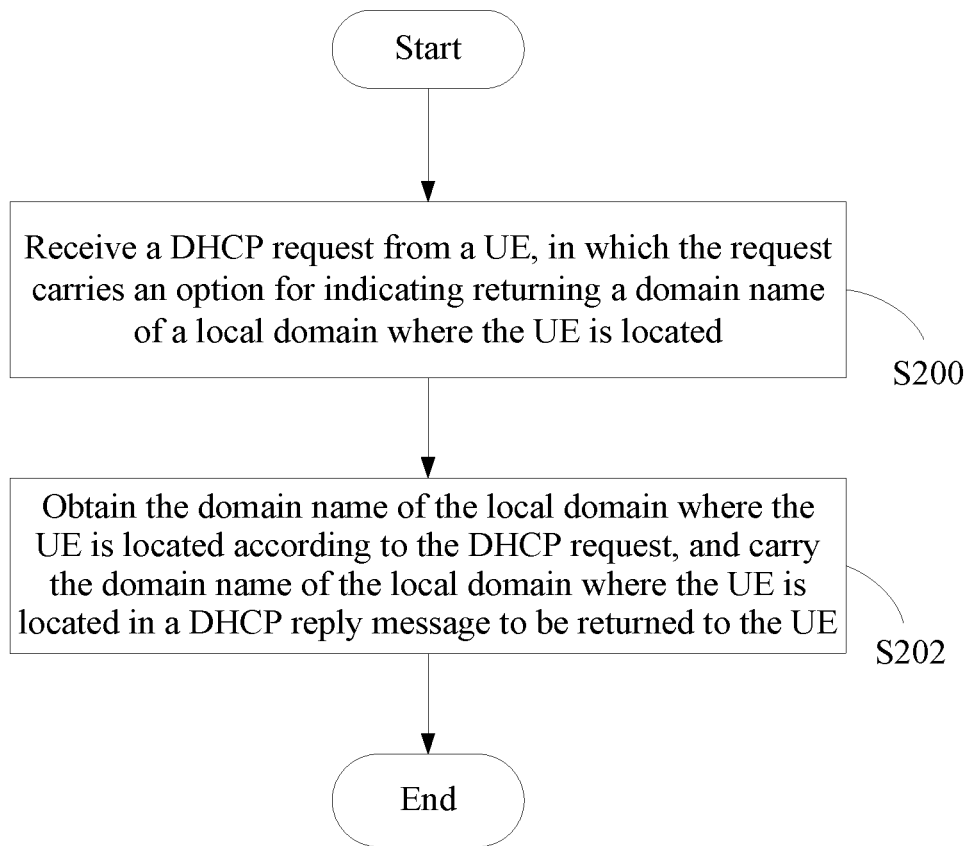 Start
Receive a DHCP request from a UE, in which the request
carries an option for indicating returning a domain name
of a local domain where the UE is located
S200
Obtain the domain name of the local domain where the
UE is located according to the DHCP request, and carry
the domain name of the local domain where the UE is
located in a DHCP reply message to be returned to the UE
S202
End